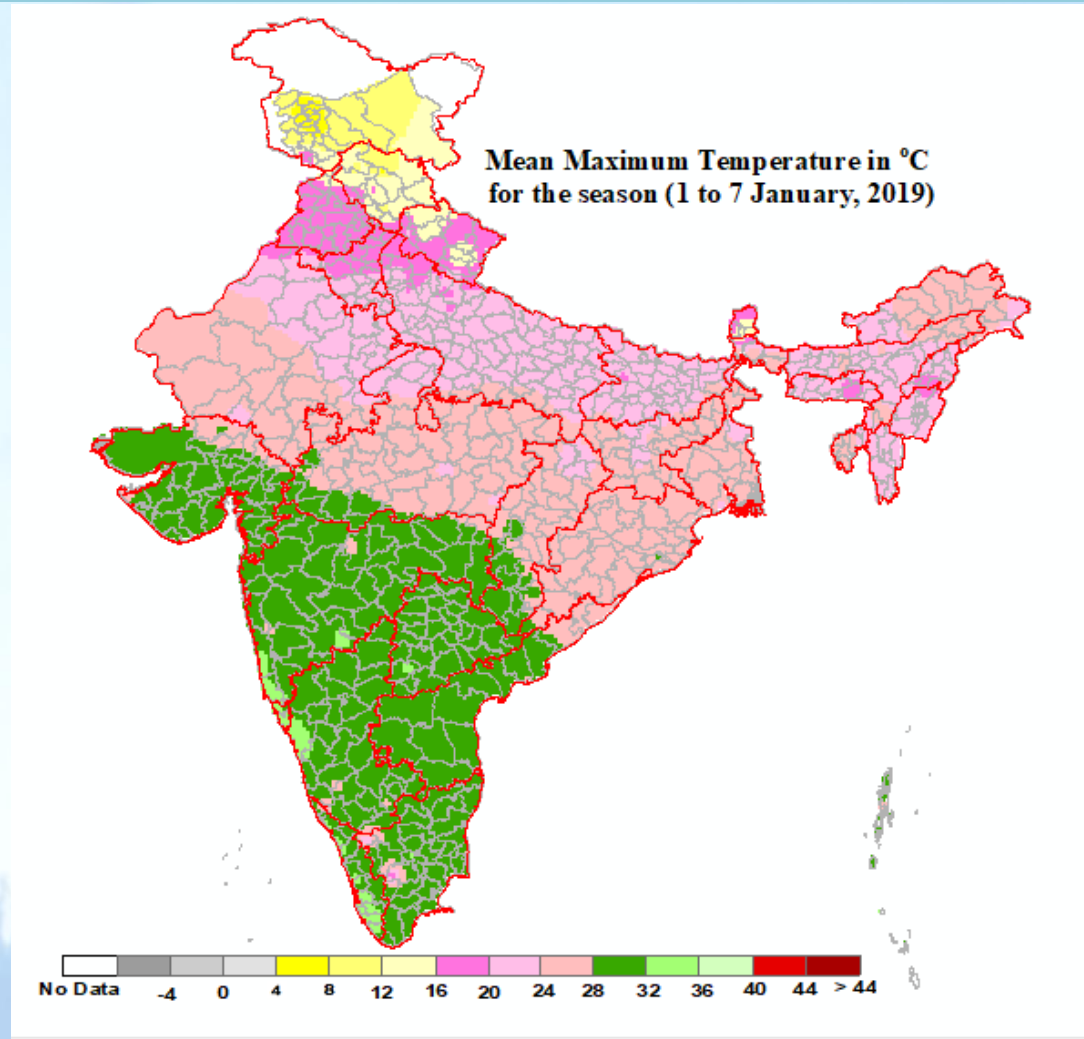 Mean Maximum Temperature in °C
for the season (1 to 7 January, 2019)
No Data -4 0 4 8 12 16 20 24 28 32 36 40 44 > 44